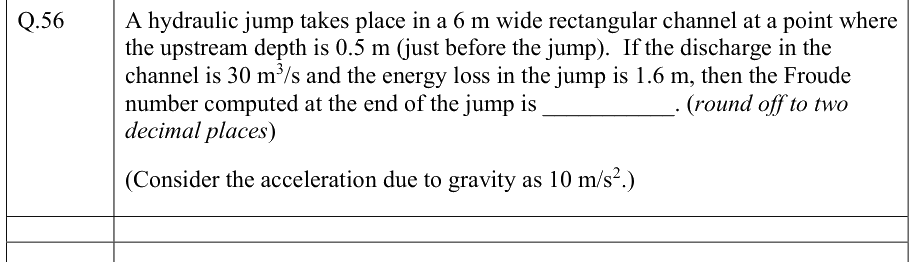 Q.56 A hydraulic jump takes place in a 6 m wide rectangular channel at a point where
the upstream depth is 0.5 m (just before the jump). If the discharge in the
channel is 30 m³/s and the energy loss in the jump is 1.6 m, then the Froude
number computed at the end of the jump is ____________. (round off to two
decimal places)
(Consider the acceleration due to gravity as 10 m/s².)